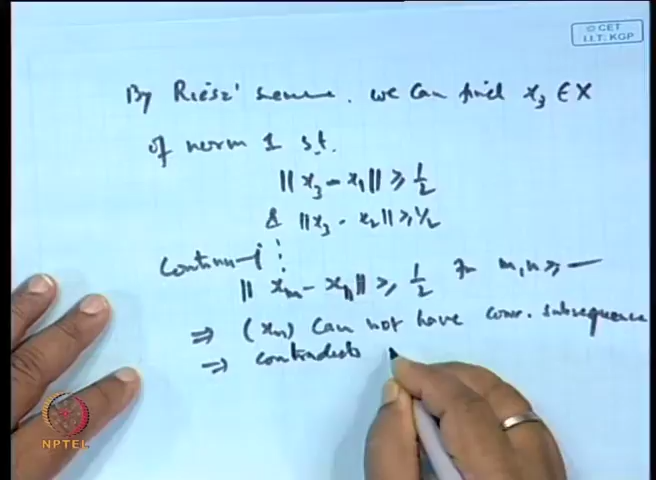 © CET
I.I.T. KGP
By Riesz' lemma. we can find x₃ ∈ X
of norm 1 s.t.
‖x₃ - x₁‖ ≥ 1/2
& ‖x₃ - x₂‖ ≥ 1/2
Continu
‖xₘ - xₙ‖ ≥ 1/2 for m, n ≥ —
⇒ (xₙ) can not have conv. subsequence
⇒ contradicts
NPTEL